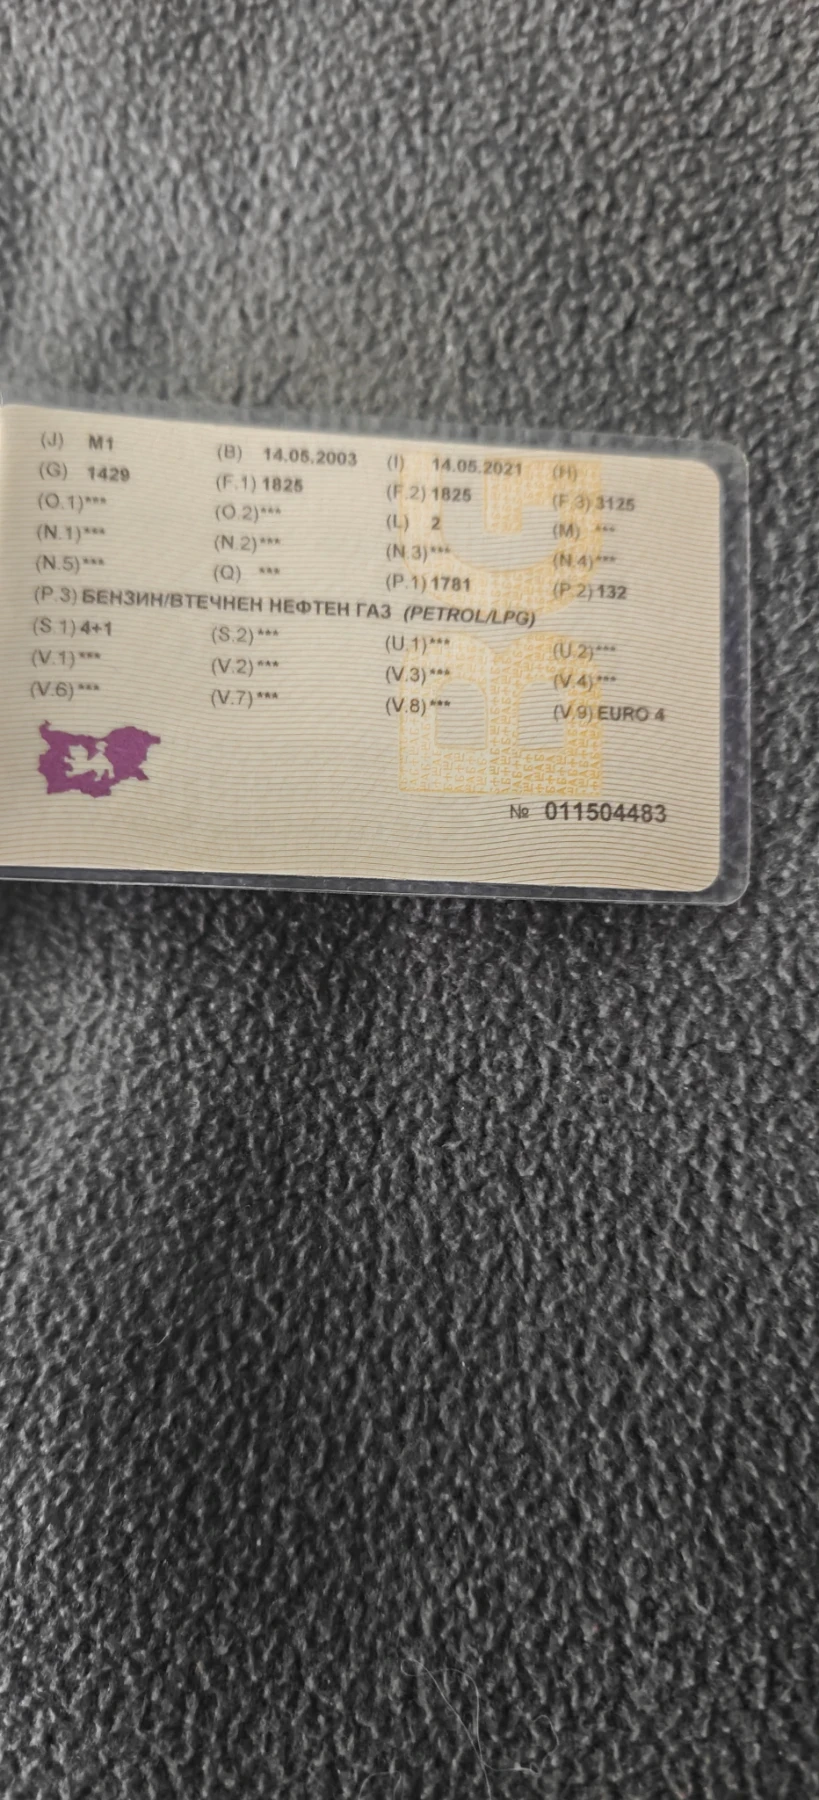 (J) M1 (B) 14.05.2003 (I) 14.05.2021 (H)
(G) 1429 (F.1) 1825 (F.2) 1825 (F.3) 3125
(O.1)*** (O.2)*** (L) 2 (M) ***
(N.1)*** (N.2)*** (N.3)*** (N.4)***
(N.5)*** (Q) *** (P.1) 1781 (P.2) 132
(P.3) БЕНЗИН/ВТЕЧНЕН НЕФТЕН ГАЗ (PETROL/LPG)
(S.1) 4+1 (S.2)*** (U.1)*** (U.2)***
(V.1)*** (V.2)*** (V.3)*** (V.4)***
(V.6)*** (V.7)*** (V.8)*** (V.9) EURO 4
№ 011504483